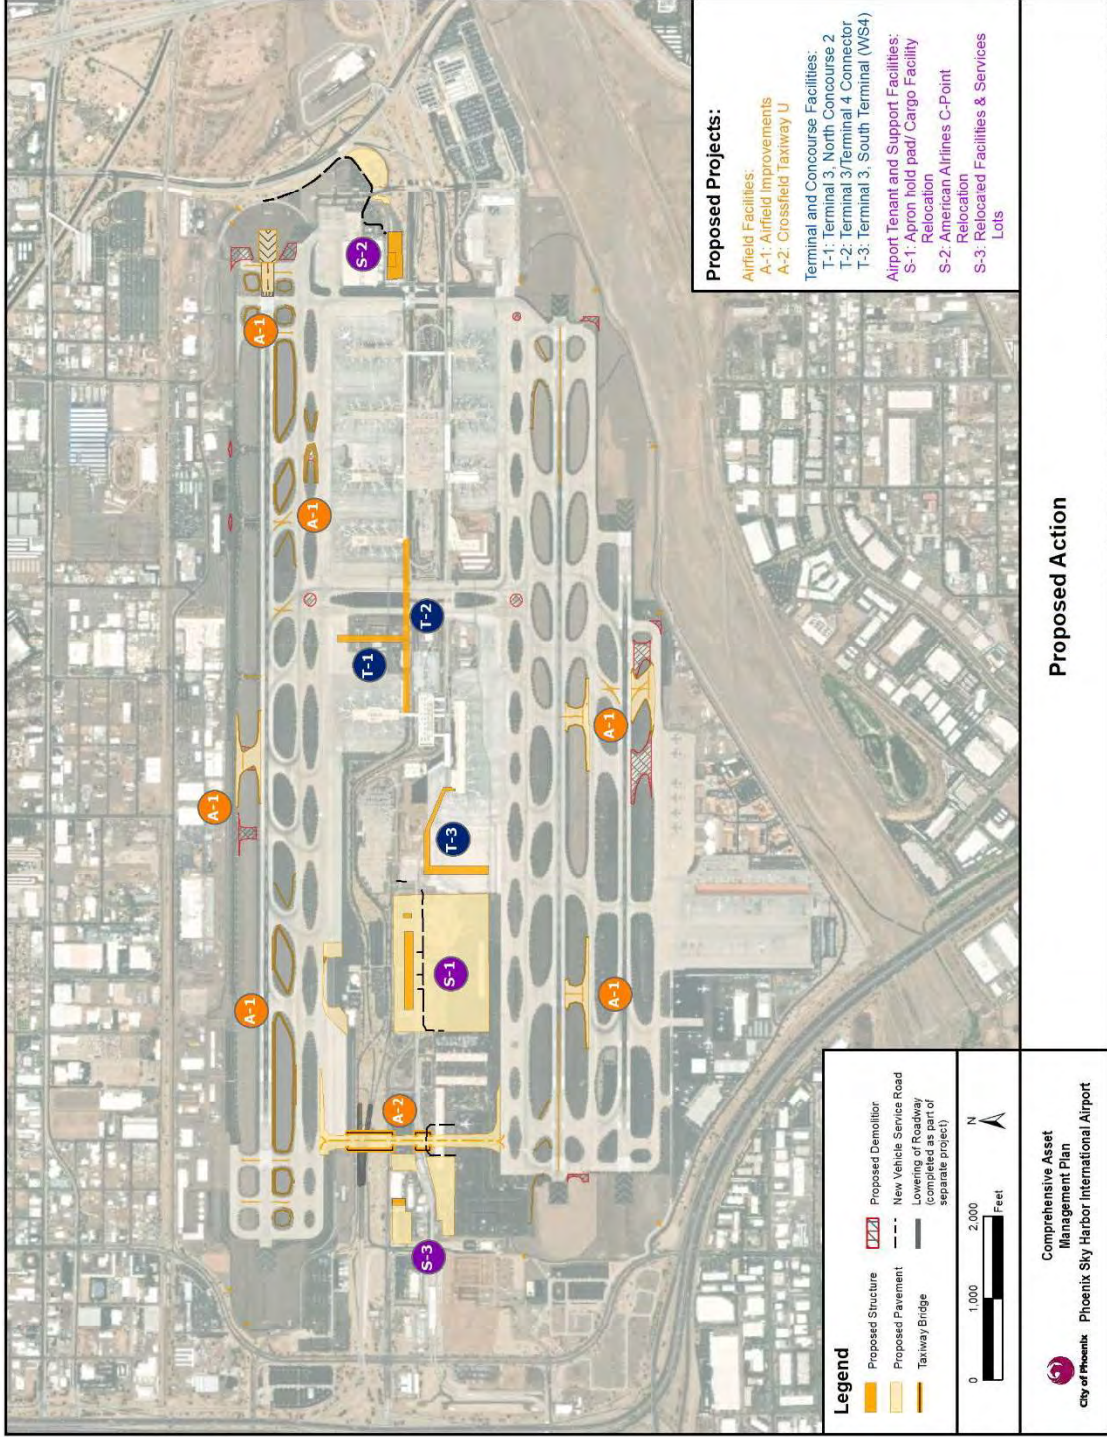 A-1
A-1
A-1
A-1
A-1
A-1
A-2
S-1
S-2
S-3
T-1
T-2
T-3
Proposed Projects:
Airfield Facilities:
A-1: Airfield Improvements
A-2: Crossfield Taxiway U
Terminal and Concourse Facilities:
T-1: Terminal 3, North Concourse 2
T-2: Terminal 3/Terminal 4 Connector
T-3: Terminal 3, South Terminal (WS4)
Airport Tenant and Support Facilities:
S-1: Apron hold pad/ Cargo Facility
Relocation
S-2: American Airlines C-Point
Relocation
S-3: Relocated Facilities & Services
Lots
Legend
Proposed Structure
Proposed Pavement
Taxiway Bridge
Proposed Demolition
New Vehicle Service Road
Lowering of Roadway
(completed as part of
separate project)
0 1,000 2,000
Feet
N
City of Phoenix
Comprehensive Asset
Management Plan
Phoenix Sky Harbor International Airport
Proposed Action